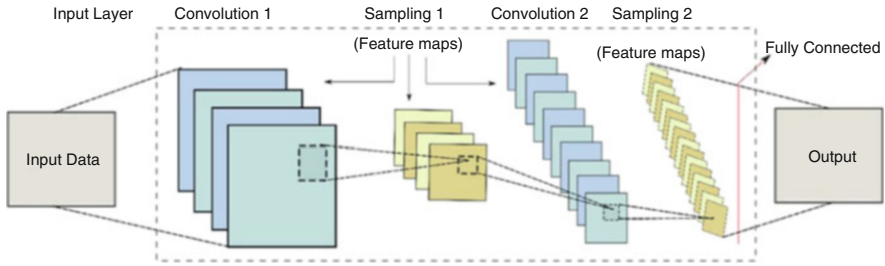 Input Layer
Convolution 1
Sampling 1
Convolution 2
Sampling 2
(Feature maps)
(Feature maps)
Fully Connected
Input Data
Output